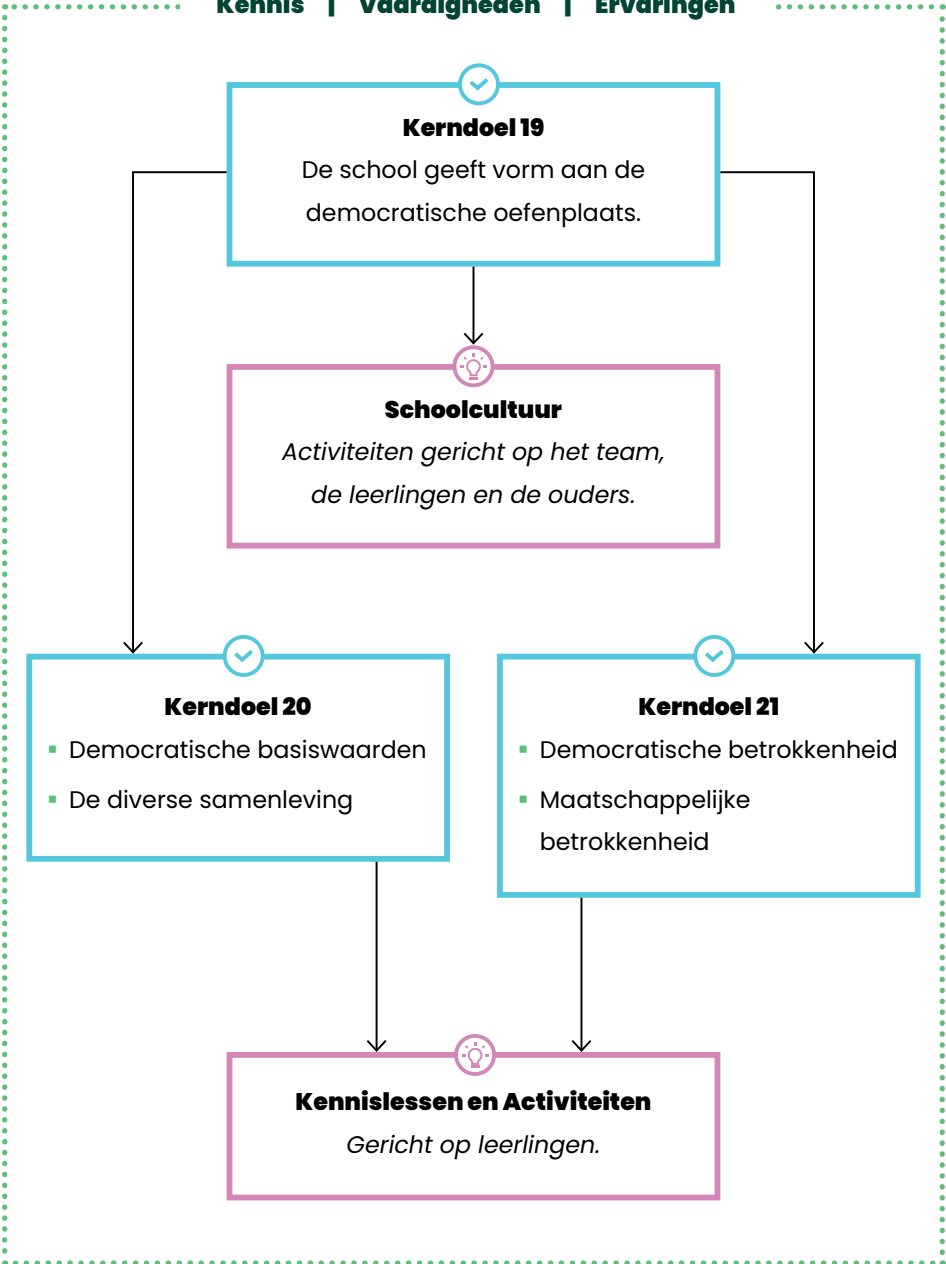 Kennis | Vaardigheden | Ervaringen
Kerndoel 19
De school geeft vorm aan de
democratische oefenplaats.
Schoolcultuur
Activiteiten gericht op het team,
de leerlingen en de ouders.
Kerndoel 20
Democratische basiswaarden
De diverse samenleving
Kerndoel 21
Democratische betrokkenheid
Maatschappelijke
betrokkenheid
Kennislessen en Activiteiten
Gericht op leerlingen.